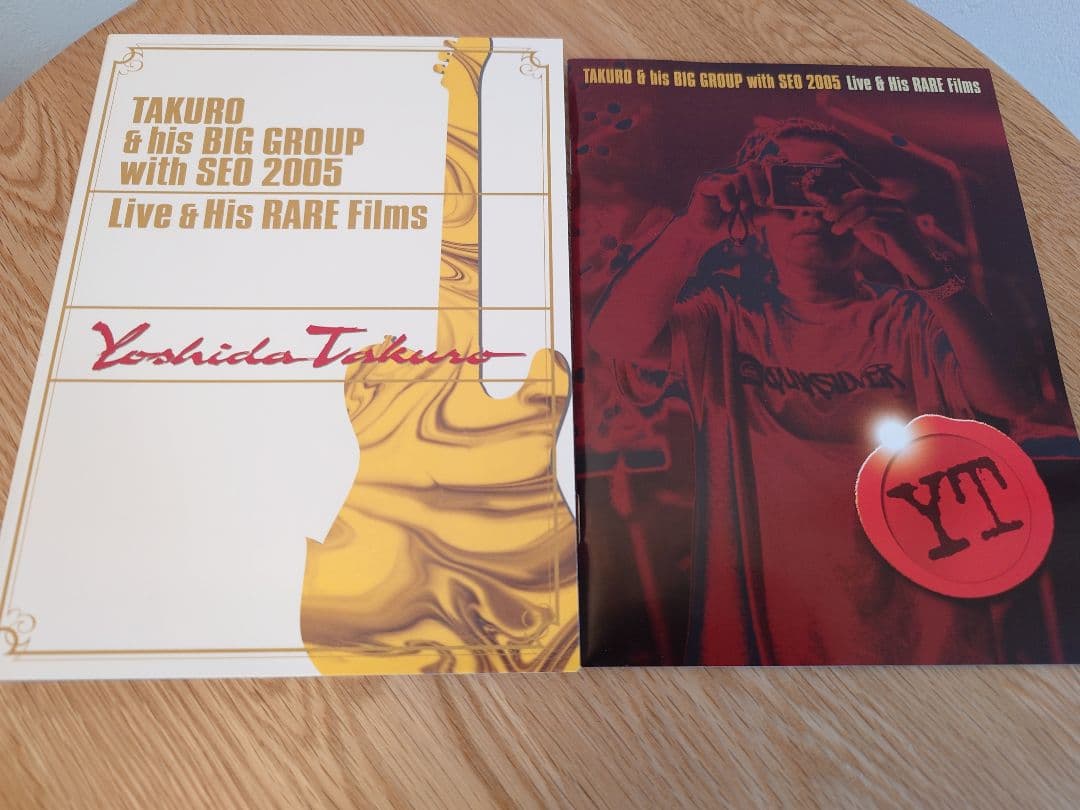 TAKURO
& his BIG GROUP
with SEO 2005
Live & His RARE Films
Yoshida Takuro
TAKURO & his BIG GROUP with SEO 2005 Live & His RARE Films
QUIKSILVER
YT